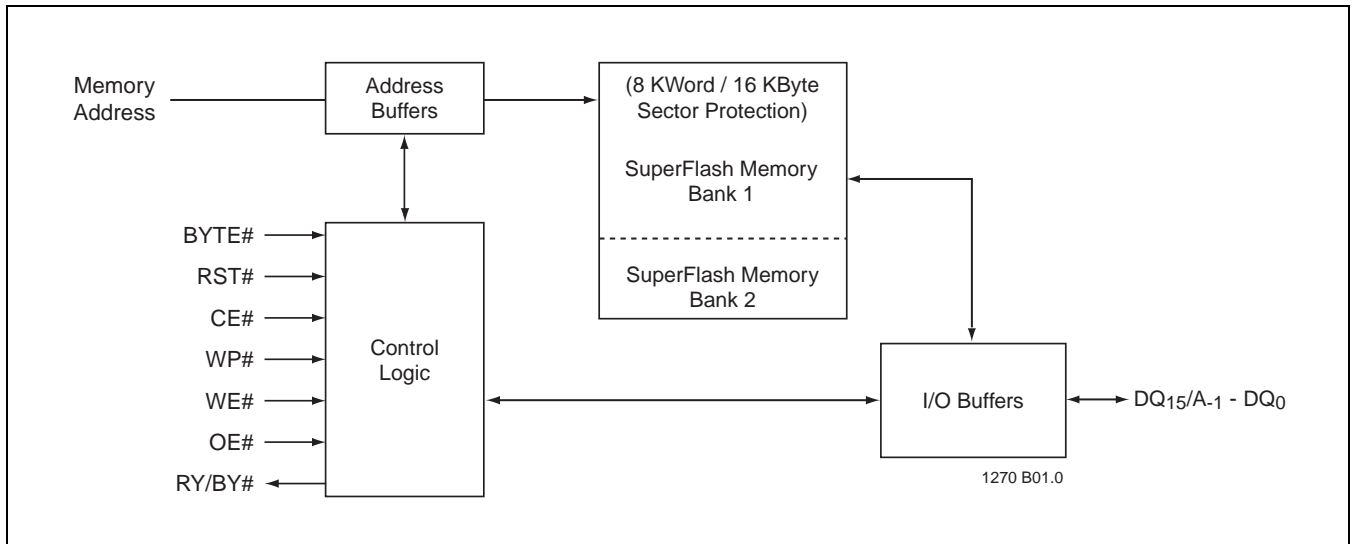 Memory
Address
Address
Buffers
(8 KWord / 16 KByte
Sector Protection)
SuperFlash Memory
Bank 1
SuperFlash Memory
Bank 2
BYTE#
RST#
CE#
WP#
WE#
OE#
RY/BY#
Control
Logic
I/O Buffers
DQ15/A-1 - DQ0
1270 B01.0